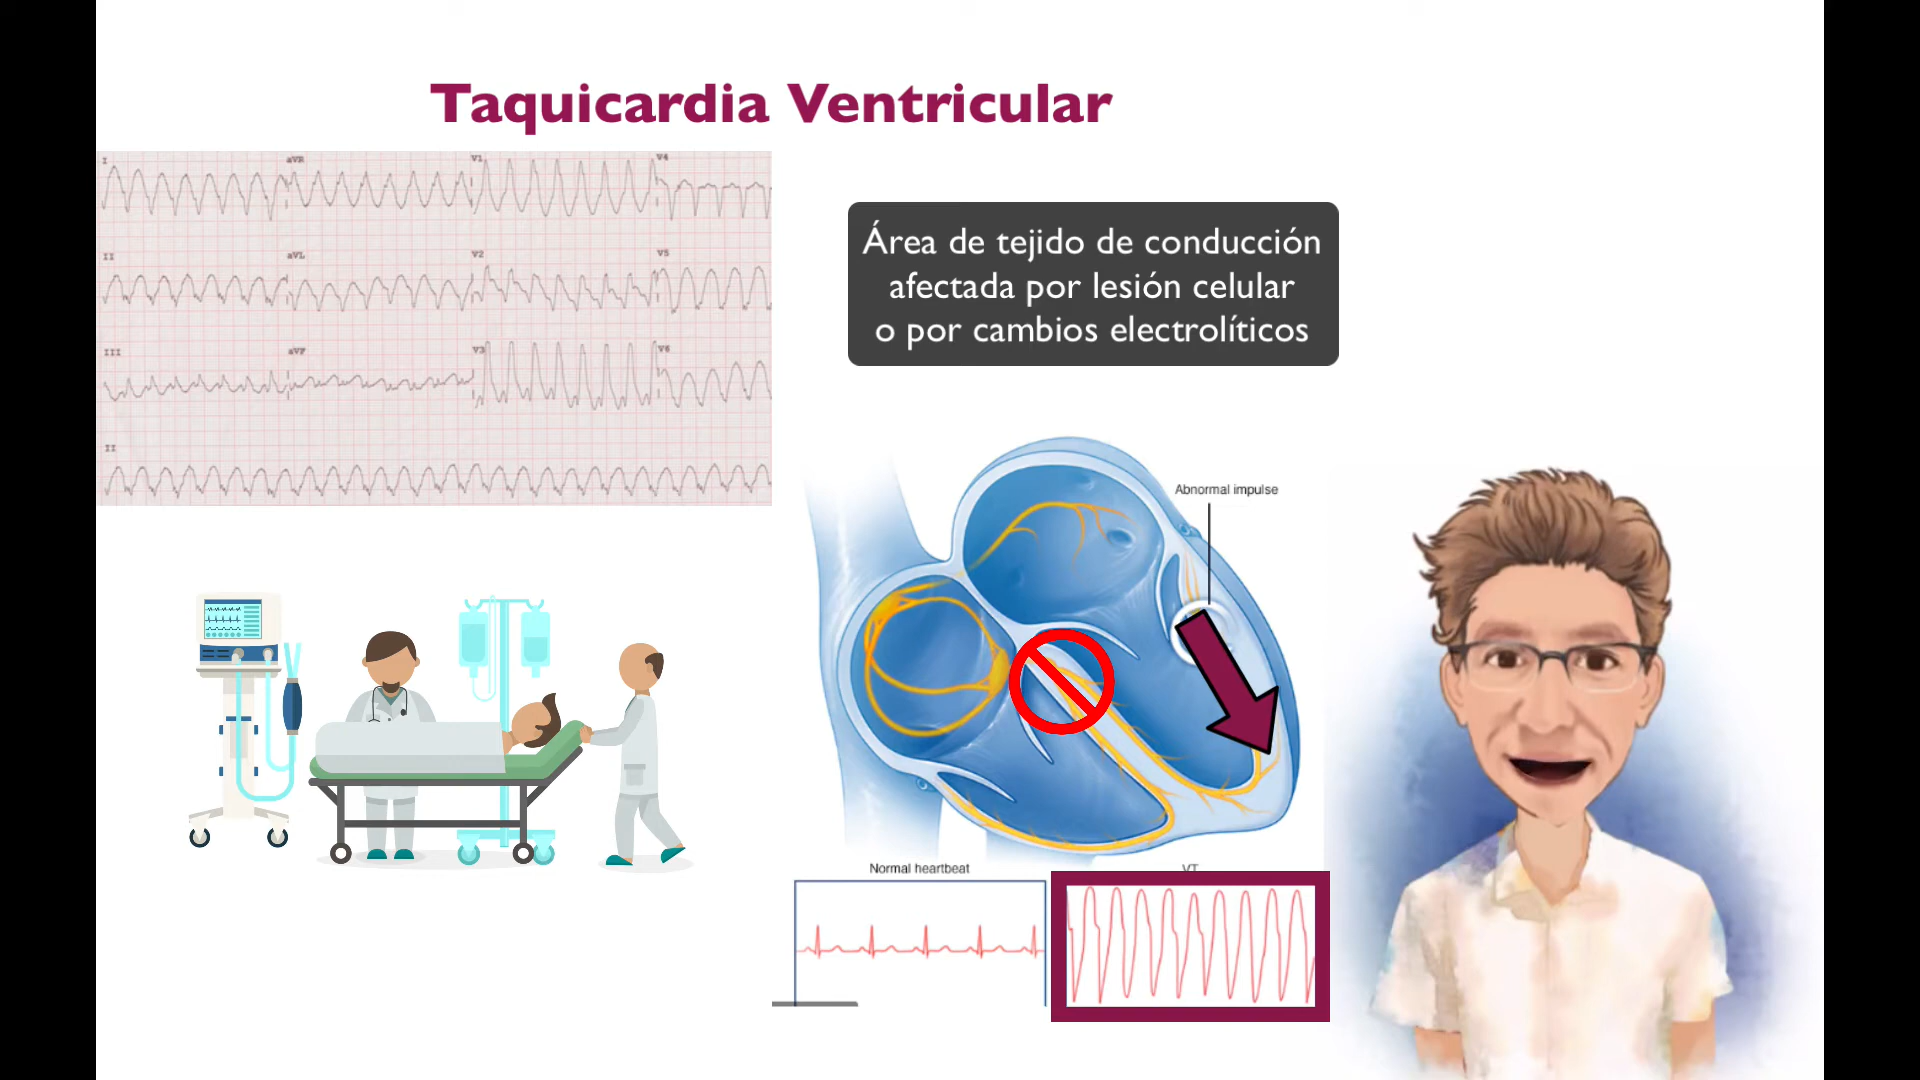 Taquicardia Ventricular
I aVR V1 V4
II aVL V2 V5
III aVF V3 V6
II
Área de tejido de conducción
afectada por lesión celular
o por cambios electrolíticos
Abnormal impulse
Normal heartbeat
VT